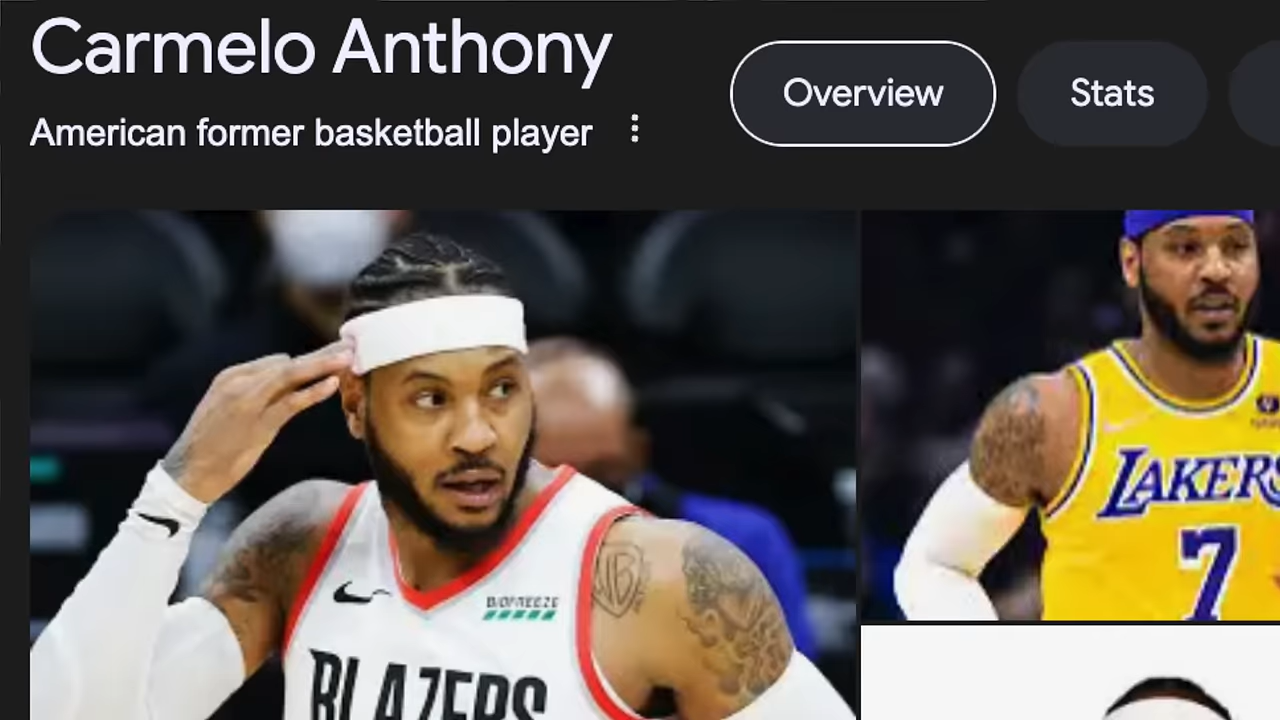 Carmelo Anthony
American former basketball player
Overview
Stats
BIOFREEZE
BLAZERS
LAKERS
7